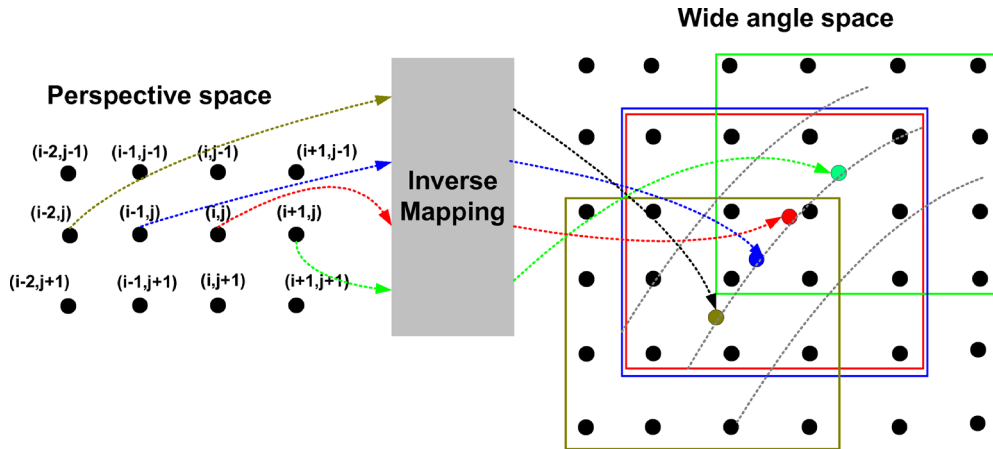 Wide angle space
Perspective space
(i-2,j-1) (i-1,j-1) (i,j-1) (i+1,j-1)
Inverse
Mapping
(i-2,j) (i-1,j) (i,j) (i+1,j)
(i-2,j+1) (i-1,j+1) (i,j+1) (i+1,j+1)